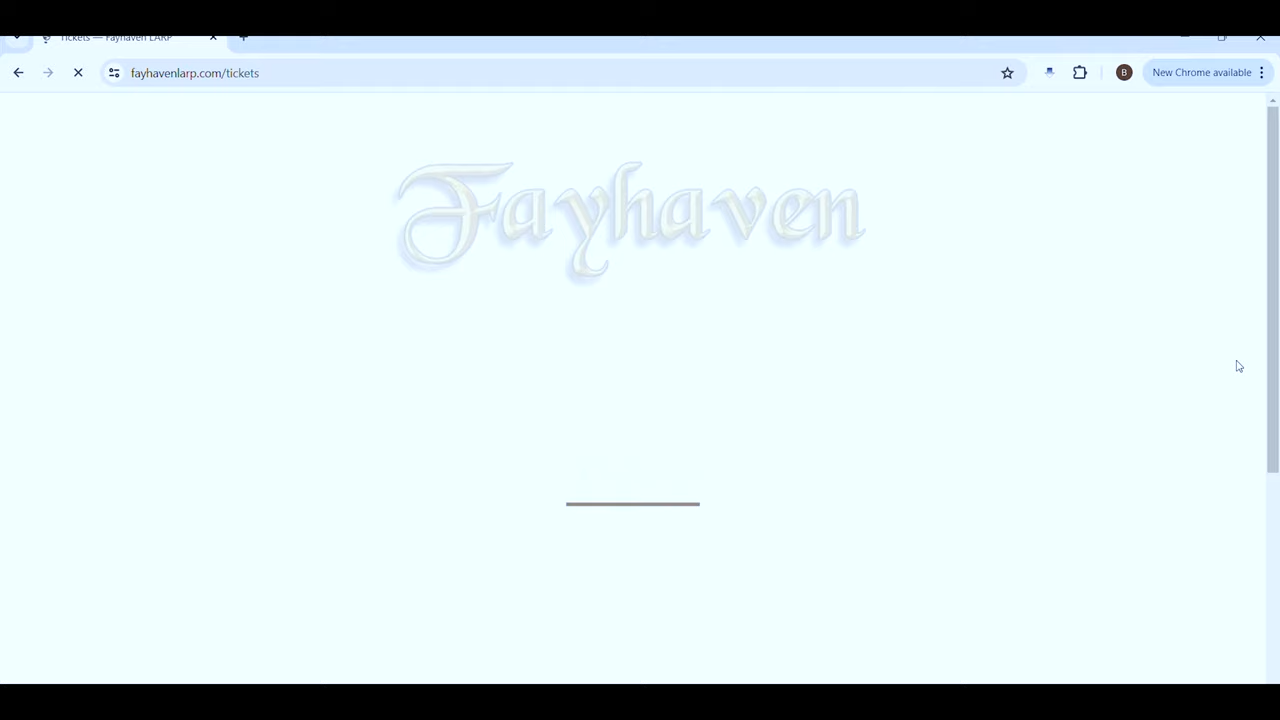 Tickets — Fayhaven LARP
fayhavenlarp.com/tickets
B
New Chrome available
Fayhaven